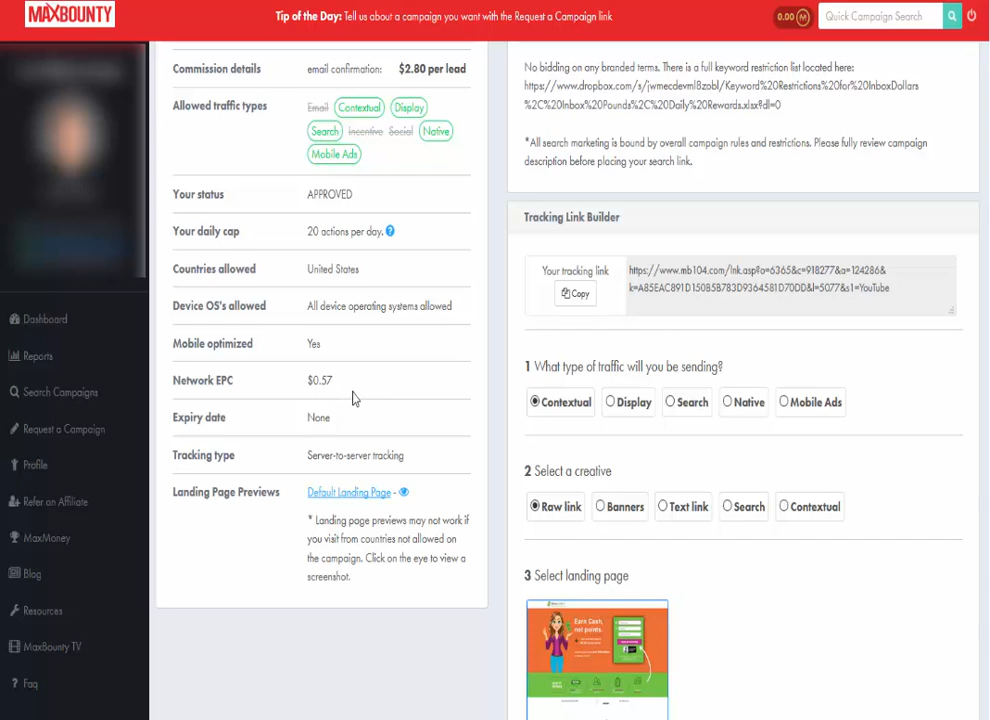 MAXBOUNTY
Tip of the Day: Tell us about a campaign you want with the Request a Campaign link
0.00 M
Quick Campaign Search
Commission details
email confirmation: $2.80 per lead
Allowed traffic types
Email Contextual Display
Search Incentive Social Native
Mobile Ads
Your status
APPROVED
Your daily cap
20 actions per day. ?
Countries allowed
United States
Device OS's allowed
All device operating systems allowed
Mobile optimized
Yes
Network EPC
$0.57
Expiry date
None
Tracking type
Server-to-server tracking
Landing Page Previews
Default Landing Page -
* Landing page previews may not work if
you visit from countries not allowed on
the campaign. Click on the eye to view a
screenshot.
Dashboard
Reports
Search Campaigns
Request a Campaign
Profile
Refer an Affiliate
MaxMoney
Blog
Resources
MaxBounty TV
Faq
No bidding on any branded terms. There is a full keyword restriction list located here:
https://www.dropbox.com/s/jwmecdevml8zobl/Keyword%20Restrictions%20for%20InboxDollars
%2C%20Inbox%20Pounds%2C%20Daily%20Rewards.xlsx?dl=0
*All search marketing is bound by overall campaign rules and restrictions. Please fully review campaign
description before placing your search link.
Tracking Link Builder
Your tracking link
Copy
https://www.mb104.com/lnk.asp?o=6365&c=918277&a=124286&
k=A85EAC891D150B5B783D9364581D70DD&l=5077&s1=YouTube
1 What type of traffic will you be sending?
Contextual Display Search Native Mobile Ads
2 Select a creative
Raw link Banners Text link Search Contextual
3 Select landing page
Earn Cash,
not points.